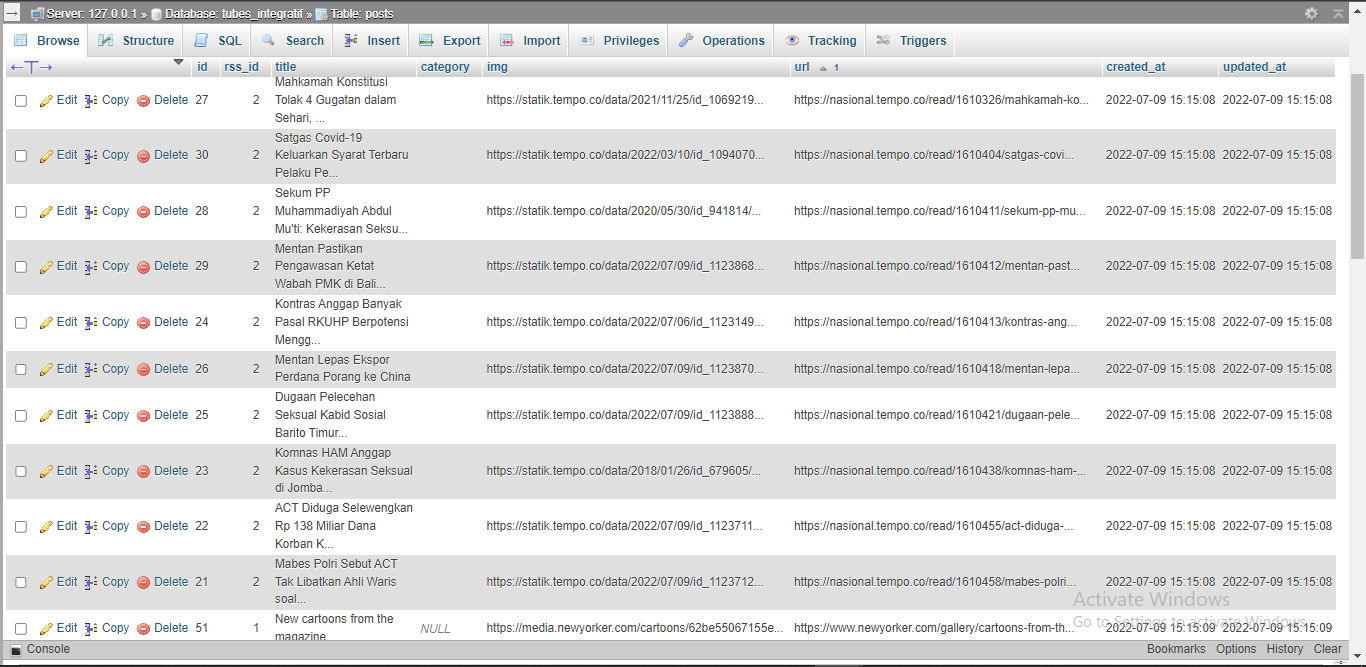 Server: 127.0.0.1 » Database: tubes_integratif » Table: posts
Browse Structure SQL Search Insert Export Import Privileges Operations Tracking Triggers
←T→ id rss_id title category img url 1 created_at updated_at
Mahkamah Konstitusi
Edit Copy Delete 27 2 Tolak 4 Gugatan dalam https://statik.tempo.co/data/2021/11/25/id_1069219... https://nasional.tempo.co/read/1610326/mahkamah-ko... 2022-07-09 15:15:08 2022-07-09 15:15:08
Sehari, ...
Satgas Covid-19
Edit Copy Delete 30 2 Keluarkan Syarat Terbaru https://statik.tempo.co/data/2022/03/10/id_1094070... https://nasional.tempo.co/read/1610404/satgas-covi... 2022-07-09 15:15:08 2022-07-09 15:15:08
Pelaku Pe...
Sekum PP
Edit Copy Delete 28 2 Muhammadiyah Abdul https://statik.tempo.co/data/2020/05/30/id_941814/... https://nasional.tempo.co/read/1610411/sekum-pp-mu... 2022-07-09 15:15:08 2022-07-09 15:15:08
Mu'ti: Kekerasan Seksu...
Mentan Pastikan
Edit Copy Delete 29 2 Pengawasan Ketat https://statik.tempo.co/data/2022/07/09/id_1123868... https://nasional.tempo.co/read/1610412/mentan-past... 2022-07-09 15:15:08 2022-07-09 15:15:08
Wabah PMK di Bali...
Kontras Anggap Banyak
Edit Copy Delete 24 2 Pasal RKUHP Berpotensi https://statik.tempo.co/data/2022/07/06/id_1123149... https://nasional.tempo.co/read/1610413/kontras-ang... 2022-07-09 15:15:08 2022-07-09 15:15:08
Mengg...
Mentan Lepas Ekspor
Edit Copy Delete 26 2 Perdana Porang ke China https://statik.tempo.co/data/2022/07/09/id_1123870... https://nasional.tempo.co/read/1610418/mentan-lepa... 2022-07-09 15:15:08 2022-07-09 15:15:08
Dugaan Pelecehan
Edit Copy Delete 25 2 Seksual Kabid Sosial https://statik.tempo.co/data/2022/07/09/id_1123888... https://nasional.tempo.co/read/1610421/dugaan-pele... 2022-07-09 15:15:08 2022-07-09 15:15:08
Barito Timur...
Komnas HAM Anggap
Edit Copy Delete 23 2 Kasus Kekerasan Seksual https://statik.tempo.co/data/2018/01/26/id_679605/... https://nasional.tempo.co/read/1610438/komnas-ham-... 2022-07-09 15:15:08 2022-07-09 15:15:08
di Jomba...
ACT Diduga Selewengkan
Edit Copy Delete 22 2 Rp 138 Miliar Dana https://statik.tempo.co/data/2022/07/09/id_1123711... https://nasional.tempo.co/read/1610455/act-diduga-... 2022-07-09 15:15:08 2022-07-09 15:15:08
Korban K...
Mabes Polri Sebut ACT
Edit Copy Delete 21 2 Tak Libatkan Ahli Waris https://statik.tempo.co/data/2022/07/09/id_1123712... https://nasional.tempo.co/read/1610458/mabes-polri... 2022-07-09 15:15:08 2022-07-09 15:15:08
soal...
Activate Windows
Go to Settings to activate Windows.
New cartoons from the
Edit Copy Delete 51 1 magazine NULL https://media.newyorker.com/cartoons/62be55067155e... https://www.newyorker.com/gallery/cartoons-from-th... 2022-07-09 15:15:09 2022-07-09 15:15:09
Console Bookmarks Options History Clear